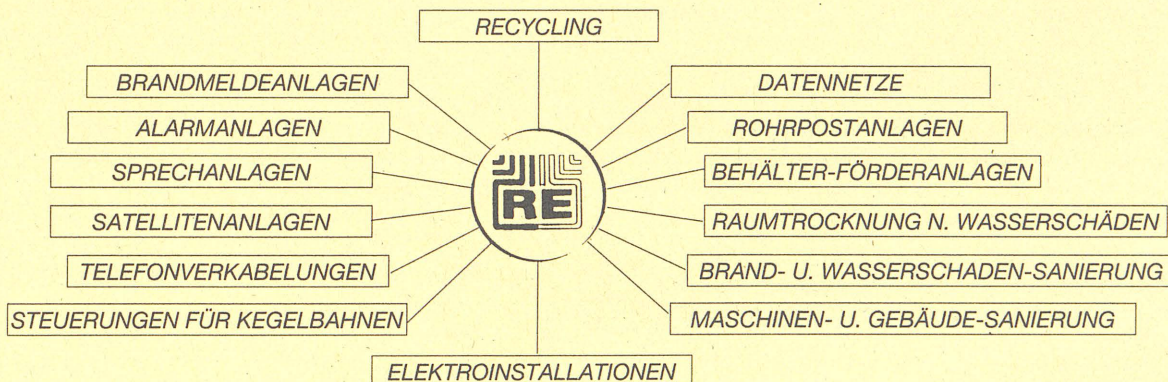 RECYCLING
BRANDMELDEANLAGEN
ALARMANLAGEN
SPRECHANLAGEN
SATELLITENANLAGEN
TELEFONVERKABELUNGEN
STEUERUNGEN FÜR KEGELBAHNEN
RE
DATENNETZE
ROHRPOSTANLAGEN
BEHÄLTER-FÖRDERANLAGEN
RAUMTROCKNUNG N. WASSERSCHÄDEN
BRAND- U. WASSERSCHADEN-SANIERUNG
MASCHINEN- U. GEBÄUDE-SANIERUNG
ELEKTROINSTALLATIONEN